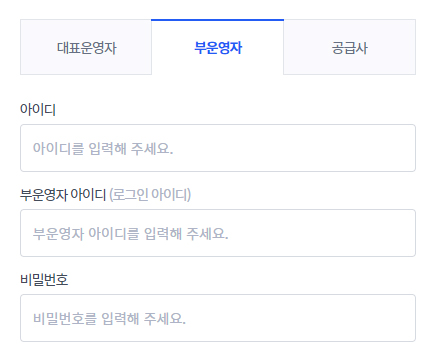 대표운영자 부운영자 공급사
아이디
아이디를 입력해 주세요.
부운영자 아이디 (로그인 아이디)
부운영자 아이디를 입력해 주세요.
비밀번호
비밀번호를 입력해 주세요.